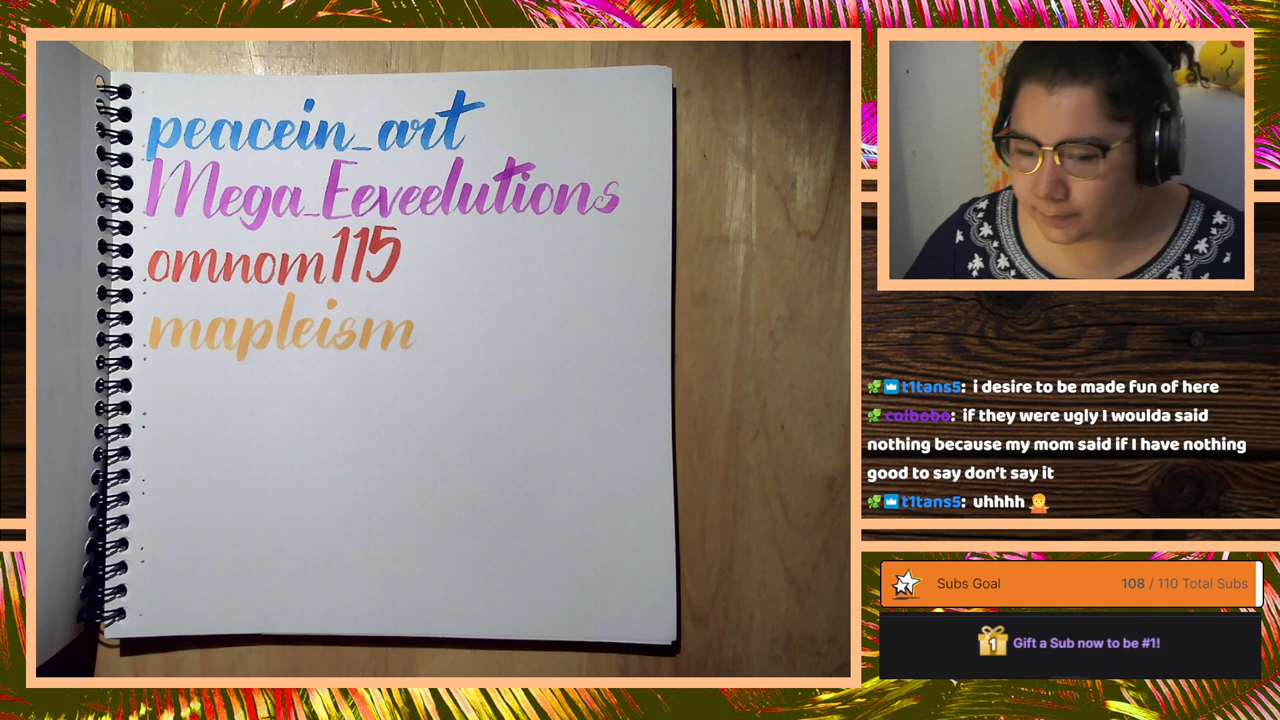 peacein_art
Mega_Eeveelutions
omnom115
mapleism
t1tans5: i desire to be made fun of here
colbobo: if they were ugly I woulda said
nothing because my mom said if I have nothing
good to say don't say it
t1tans5: uhhhh
Subs Goal 108 / 110 Total Subs
1 Gift a Sub now to be #1!